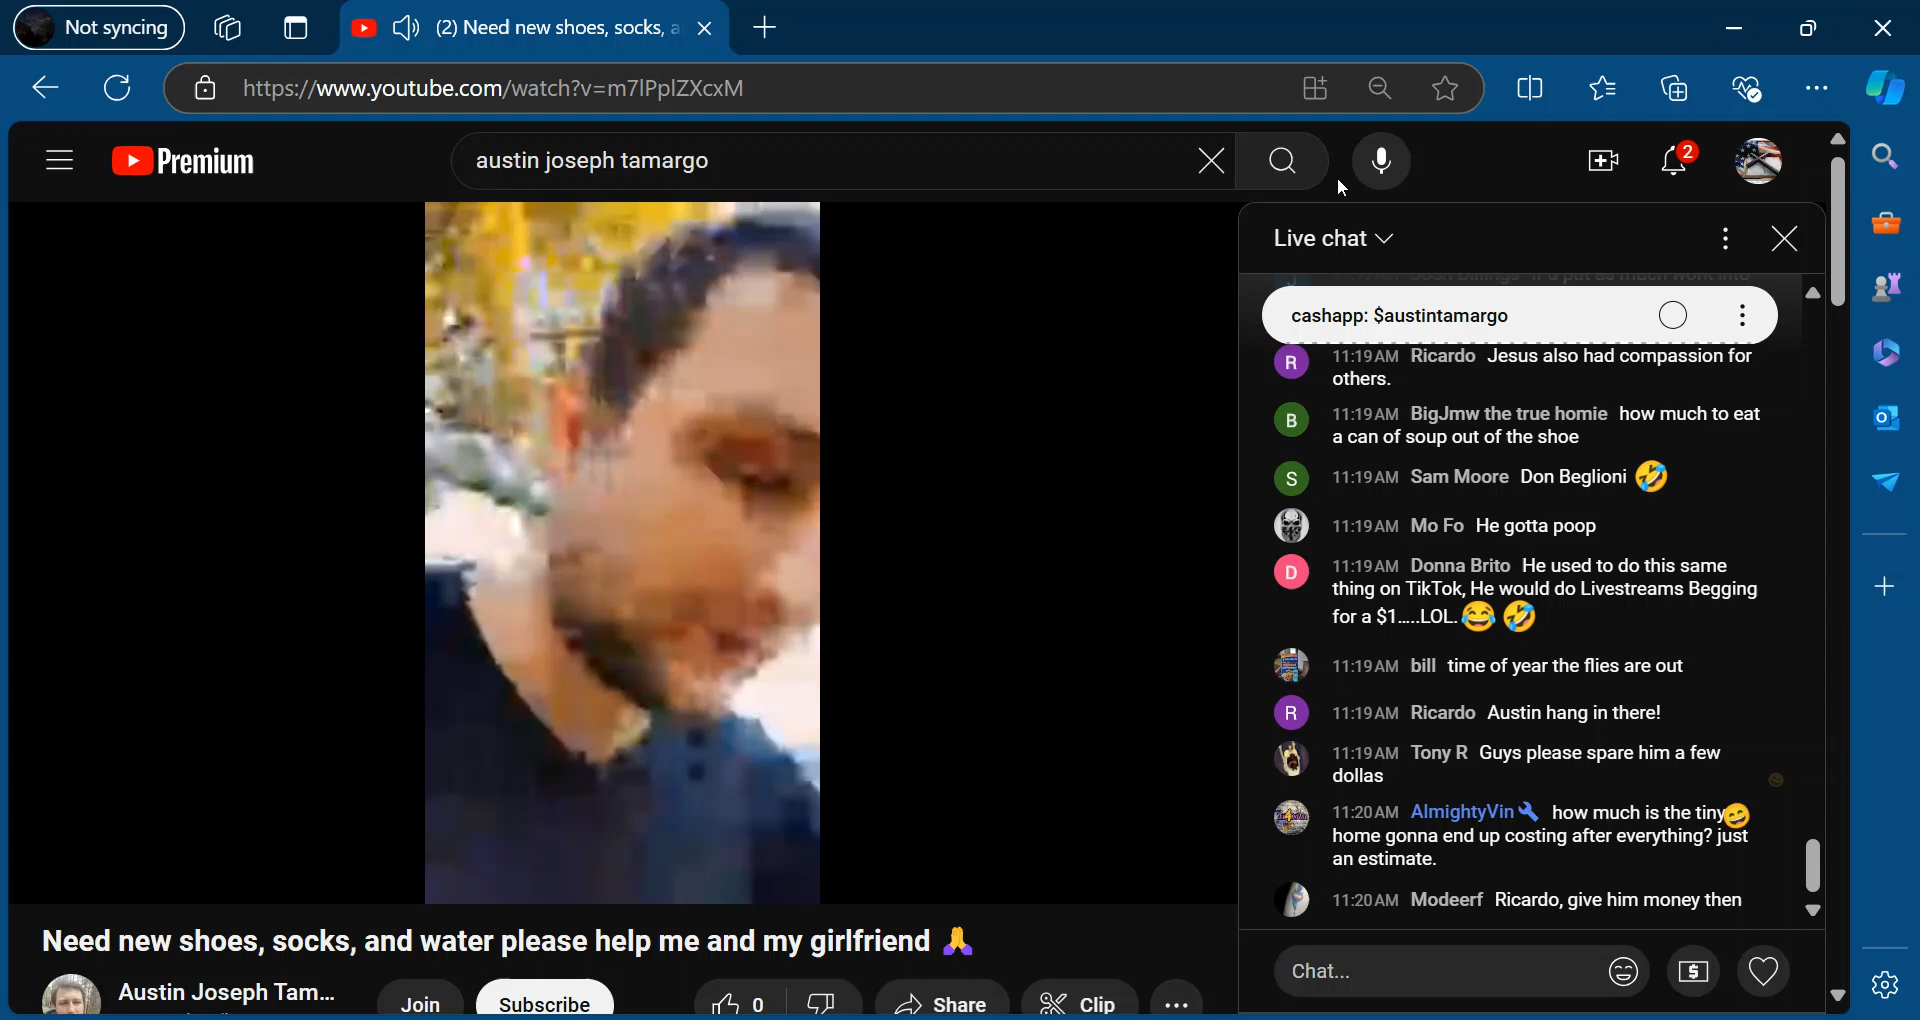 Not syncing
(2) Need new shoes, socks, a
https://www.youtube.com/watch?v=m7lPplZXcxM
Premium
austin joseph tamargo
2
Live chat
cashapp: $austintamargo
R 11:19AM Ricardo Jesus also had compassion for
others.
B 11:19AM BigJmw the true homie how much to eat
a can of soup out of the shoe
S 11:19AM Sam Moore Don Beglioni 🤣
11:19AM Mo Fo He gotta poop
D 11:19AM Donna Brito He used to do this same
thing on TikTok, He would do Livestreams Begging
for a $1.....LOL. 😂 🤣
11:19AM bill time of year the flies are out
R 11:19AM Ricardo Austin hang in there!
11:19AM Tony R Guys please spare him a few
dollas
11:20AM AlmightyVin how much is the tiny
home gonna end up costing after everything? just
an estimate.
11:20AM Modeerf Ricardo, give him money then
Chat...
Need new shoes, socks, and water please help me and my girlfriend 🙏
Austin Joseph Tam...
Join
Subscribe
0
Share
Clip